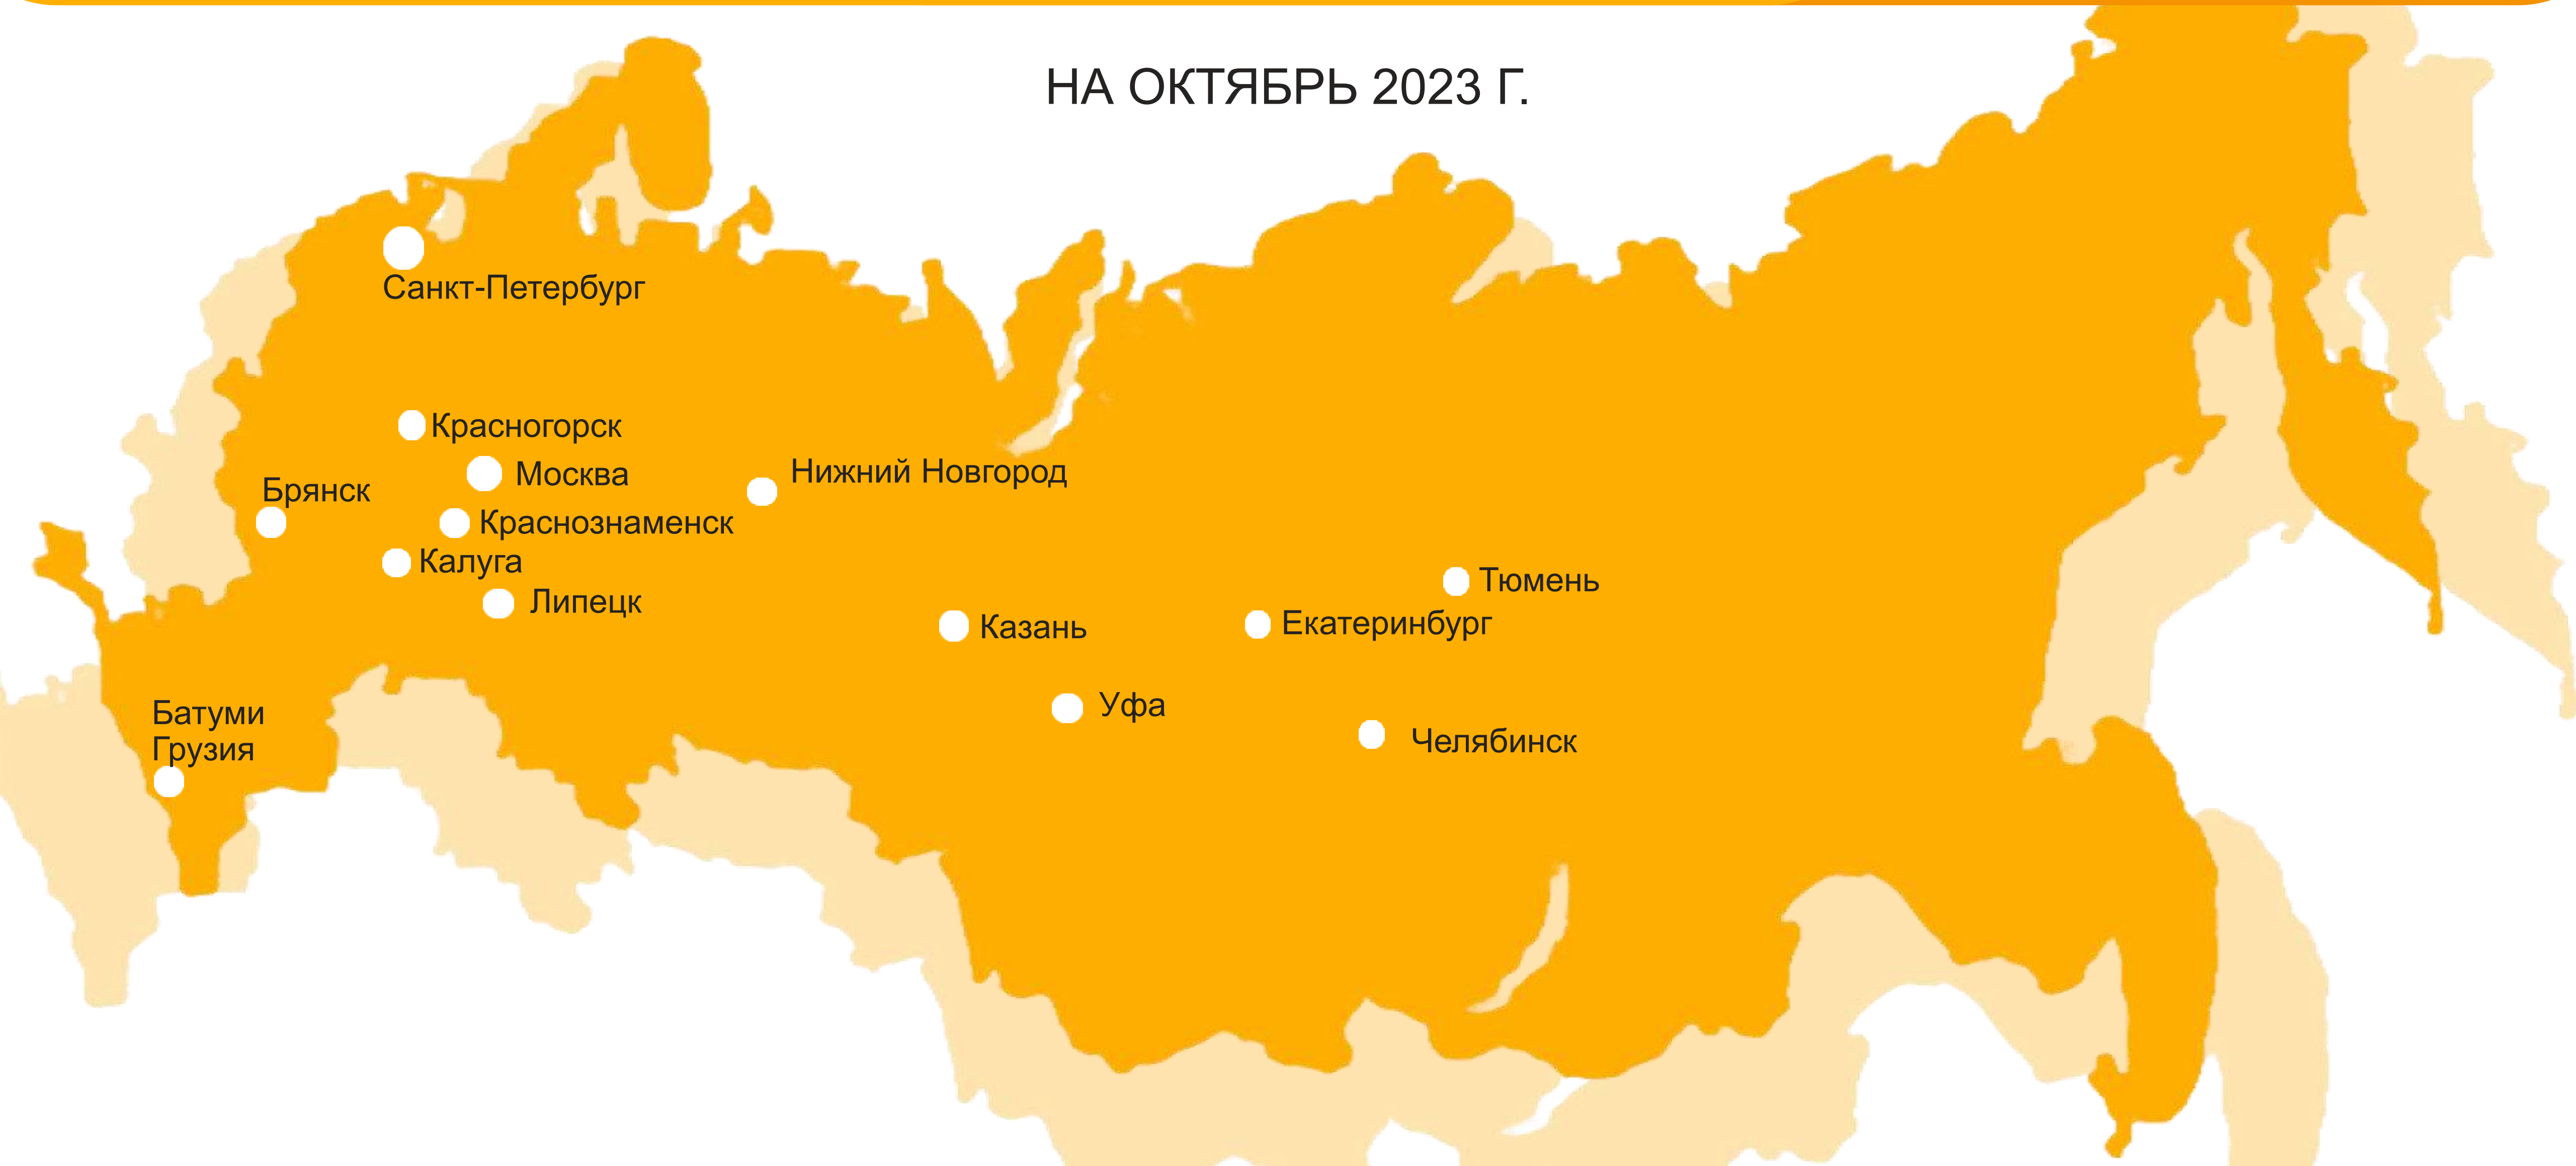 НА ОКТЯБРЬ 2023 Г.
Санкт-Петербург
Красногорск
Москва
Нижний Новгород
Брянск
Краснознаменск
Калуга
Липецк
Тюмень
Казань
Екатеринбург
Уфа
Батуми
Грузия
Челябинск